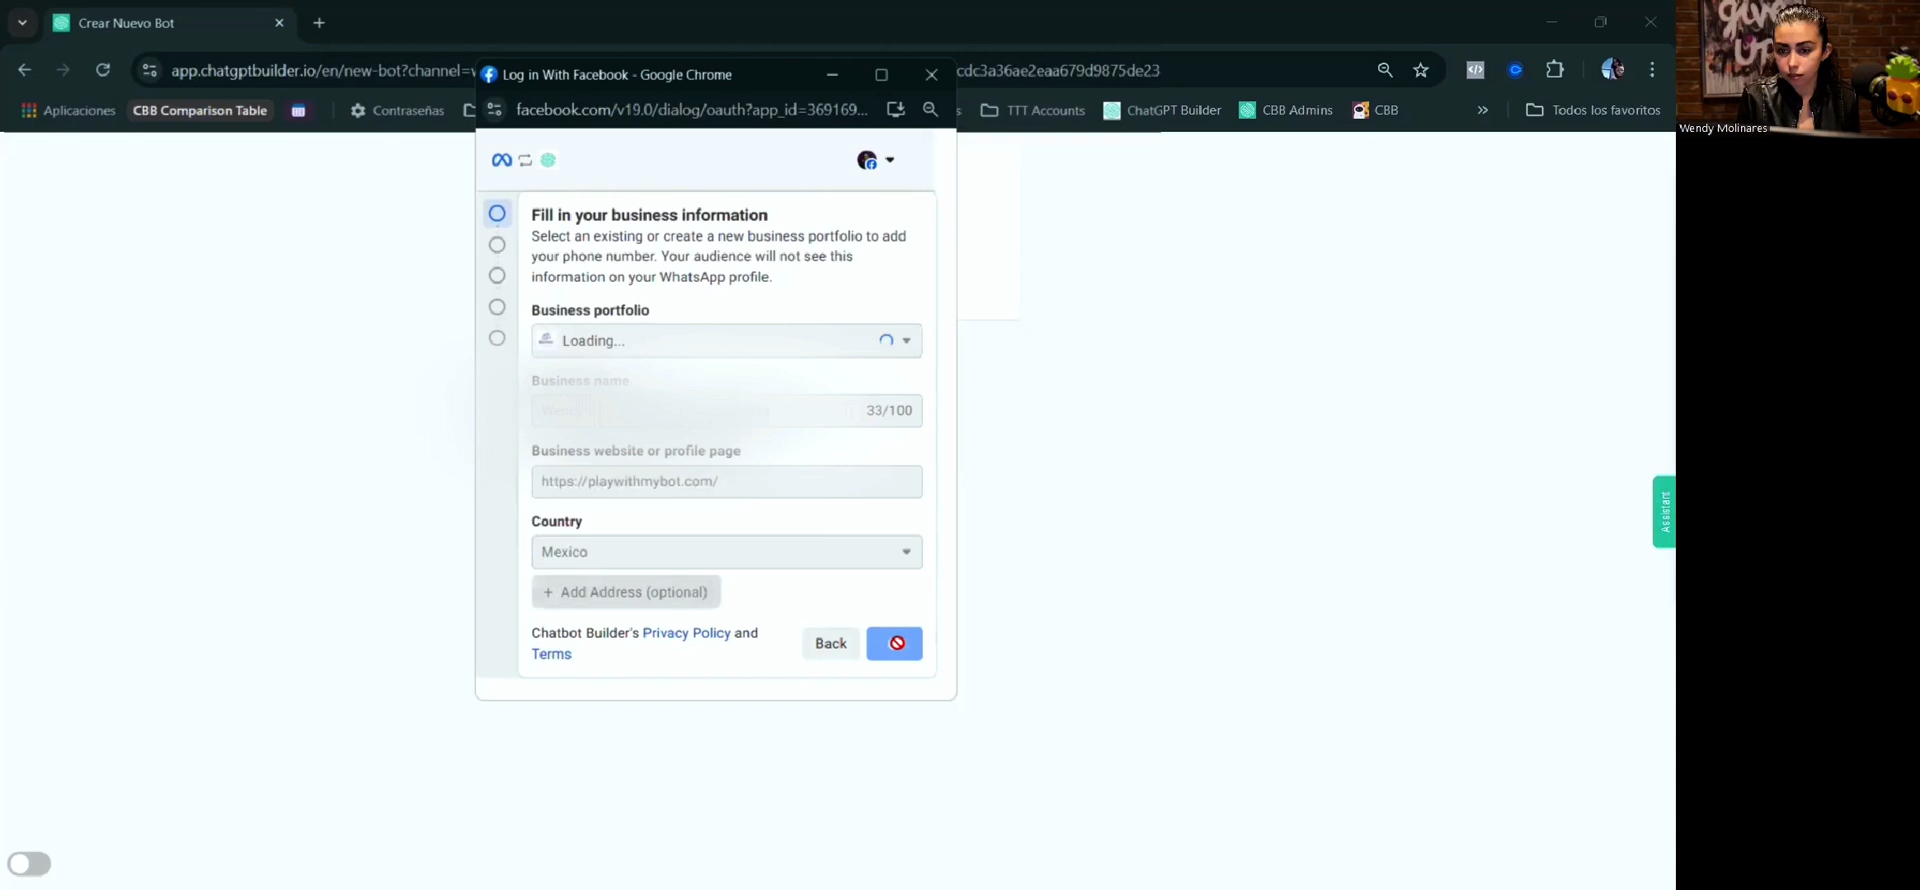 Crear Nuevo Bot
app.chatgptbuilder.io/en/new-bot?channel=
cdc3a36ae2eaa679d9875de23
Log in With Facebook - Google Chrome
facebook.com/v19.0/dialog/oauth?app_id=369169...
Aplicaciones
CBB Comparison Table
Contraseñas
TTT Accounts
ChatGPT Builder
CBB Admins
CBB
»
Todos los favoritos
Wendy Molinares
Fill in your business information
Select an existing or create a new business portfolio to add
your phone number. Your audience will not see this
information on your WhatsApp profile.
Business portfolio
Loading...
Business name
33/100
Business website or profile page
https://playwithmybot.com/
Country
Mexico
+ Add Address (optional)
Chatbot Builder's Privacy Policy and
Terms
Back
Assistant